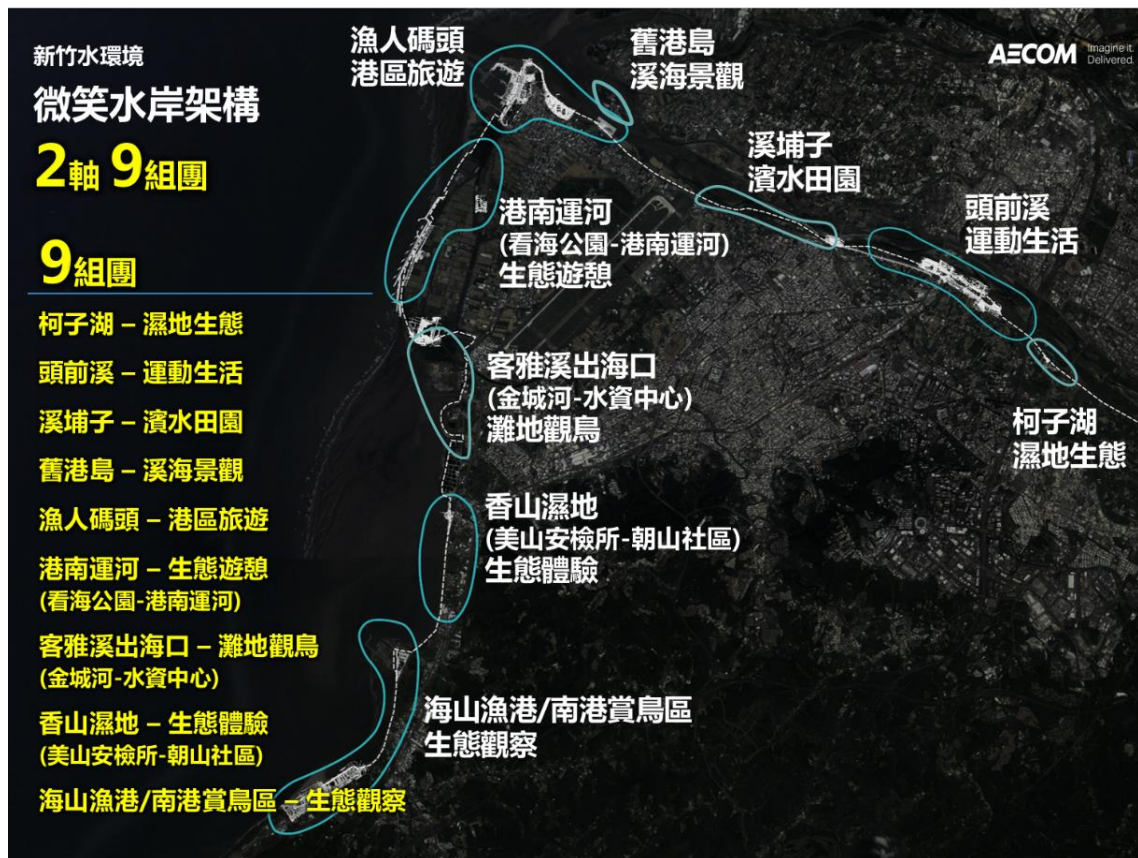 新竹水環境
微笑水岸架構
2軸 9組團
9組團
柯子湖 – 濕地生態
頭前溪 – 運動生活
溪埔子 – 濱水田園
舊港島 – 溪海景觀
漁人碼頭 – 港區旅遊
港南運河 – 生態遊憩
(看海公園-港南運河)
客雅溪出海口 – 灘地觀鳥
(金城河-水資中心)
香山濕地 – 生態體驗
(美山安檢所-朝山社區)
海山漁港/南港賞鳥區 – 生態觀察
漁人碼頭
港區旅遊
舊港島
溪海景觀
AECOM Imagine it.
Delivered.
溪埔子
濱水田園
頭前溪
運動生活
港南運河
(看海公園-港南運河)
生態遊憩
客雅溪出海口
(金城河-水資中心)
灘地觀鳥
柯子湖
濕地生態
香山濕地
(美山安檢所-朝山社區)
生態體驗
海山漁港/南港賞鳥區
生態觀察